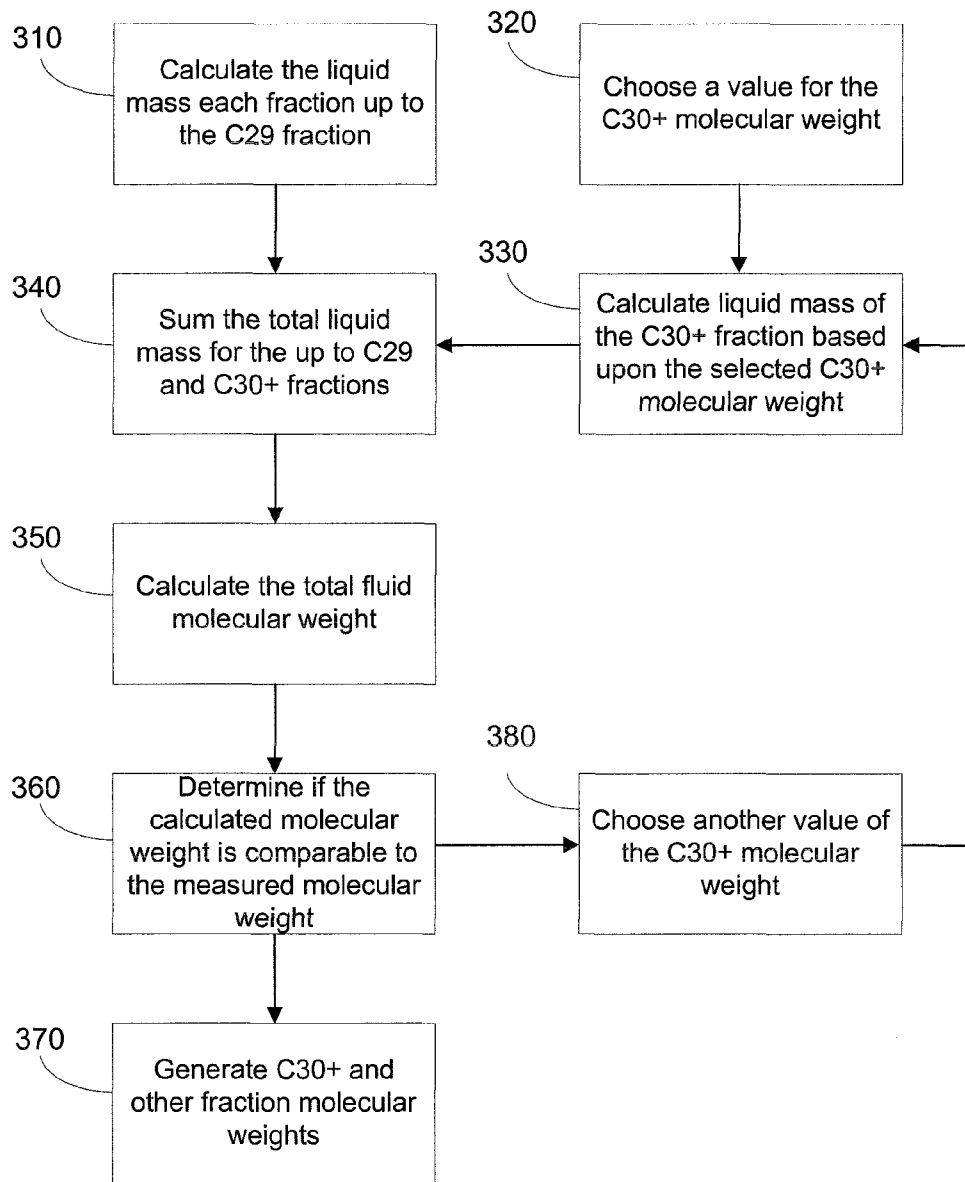 310
Calculate the liquid
mass each fraction up to
the C29 fraction
320
Choose a value for the
C30+ molecular weight
330
Calculate liquid mass of
the C30+ fraction based
upon the selected C30+
molecular weight
340
Sum the total liquid
mass for the up to C29
and C30+ fractions
350
Calculate the total fluid
molecular weight
360
Determine if the
calculated molecular
weight is comparable to
the measured molecular
weight
380
Choose another value of
the C30+ molecular
weight
370
Generate C30+ and
other fraction molecular
weights